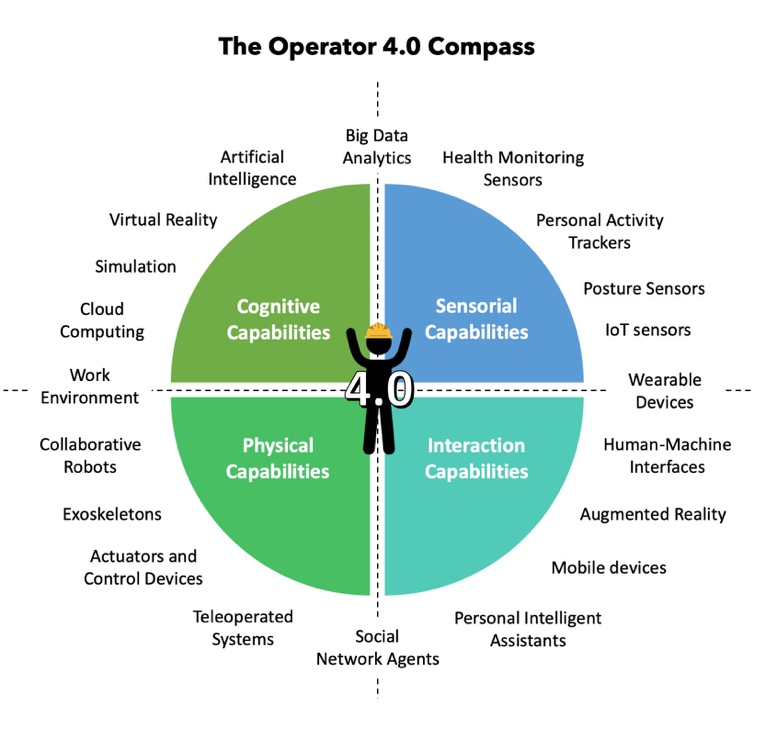 The Operator 4.0 Compass
Big Data
Analytics
Artificial
Intelligence
Health Monitoring
Sensors
Virtual Reality
Personal Activity
Trackers
Simulation
Posture Sensors
Cloud
Computing
Cognitive
Capabilities
Sensorial
Capabilities
IoT sensors
Work
Environment
4.0
Wearable
Devices
Collaborative
Robots
Physical
Capabilities
Interaction
Capabilities
Human-Machine
Interfaces
Exoskeletons
Augmented Reality
Actuators and
Control Devices
Mobile devices
Teleoperated
Systems
Personal Intelligent
Assistants
Social
Network Agents